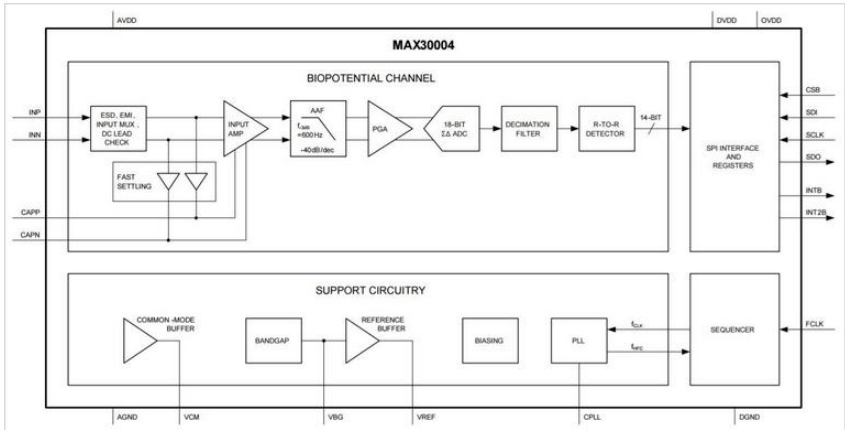 AVDD
DVDD
OVDD
MAX30004
BIOPOTENTIAL CHANNEL
INP
INN
ESD, EMI,
INPUT MUX,
DC LEAD
CHECK
INPUT
AMP
AAF
f-3dB
=600Hz
-40dB/dec
PGA
18-BIT
ΣΔ ADC
DECIMATION
FILTER
R-TO-R
DETECTOR
14-BIT
SPI INTERFACE
AND
REGISTERS
CSB
SDI
SCLK
SDO
INTB
INT2B
FAST
SETTLING
CAPP
CAPN
SUPPORT CIRCUITRY
COMMON-MODE
BUFFER
BANDGAP
REFERENCE
BUFFER
BIASING
PLL
fCLK
fHFC
SEQUENCER
FCLK
AGND
VCM
VBG
VREF
CPLL
DGND